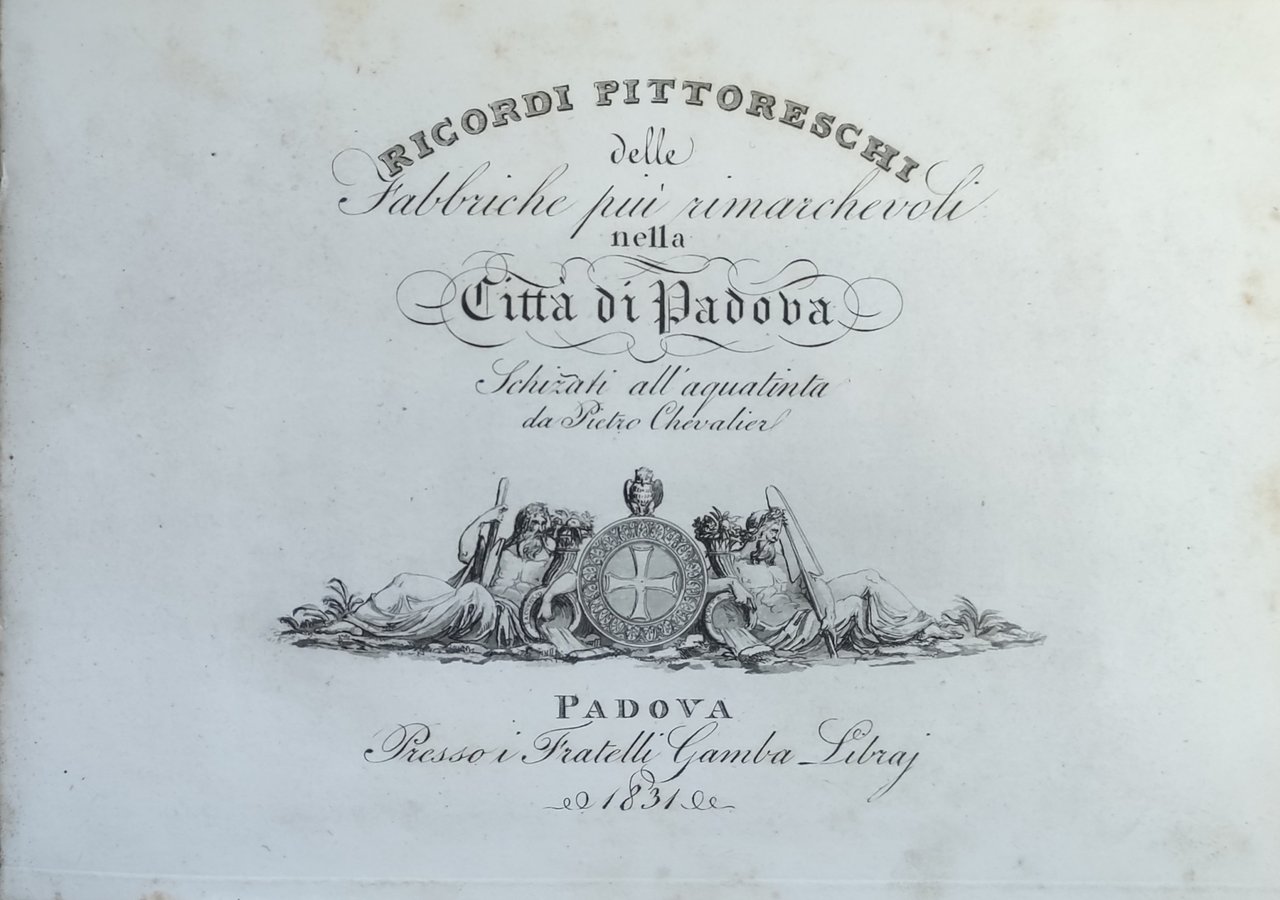 RICORDI PITTORESCHI
delle
Fabbriche più rimarchevoli
nella
Città di Padova
Schizati all'aquatinta
da Pietro Chevalier
PADOVA
Presso i Fratelli Gamba Libraj
1831